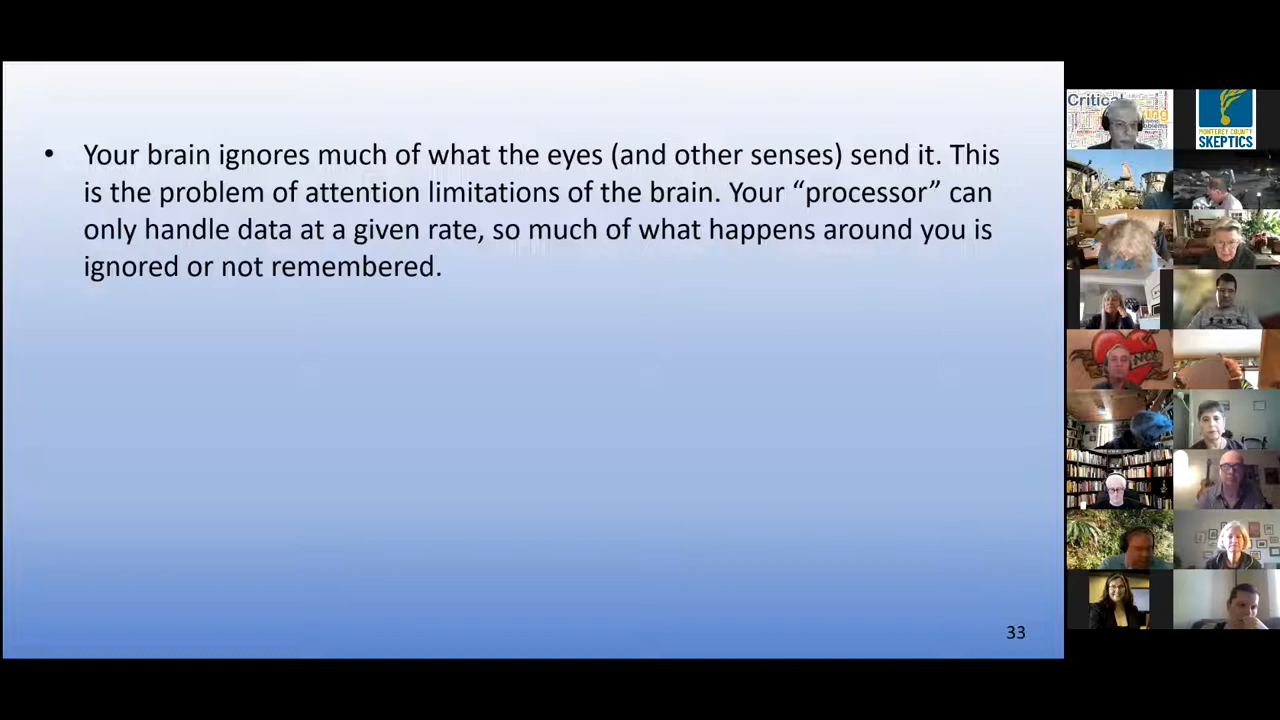 • Your brain ignores much of what the eyes (and other senses) send it. This
is the problem of attention limitations of the brain. Your “processor” can
only handle data at a given rate, so much of what happens around you is
ignored or not remembered.
33
Critical
MONTEREY COUNTY
SKEPTICS